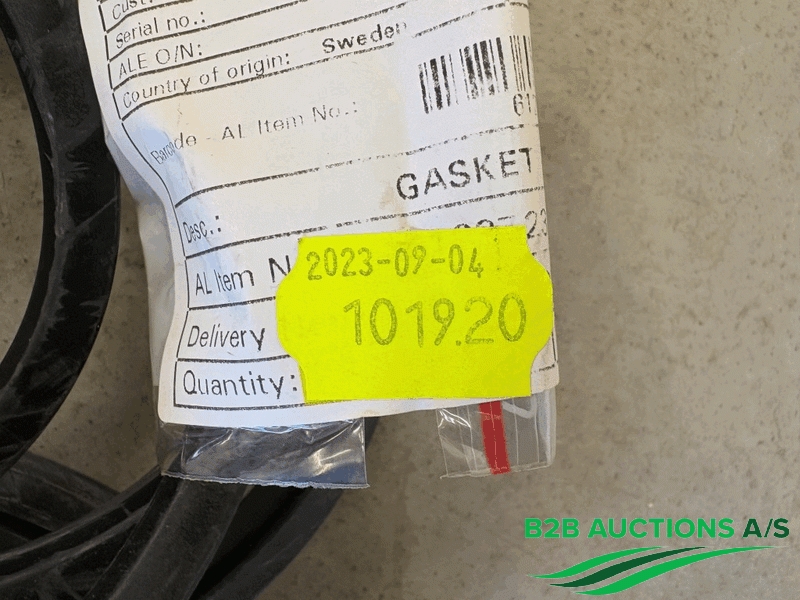 Cust.
Serial no.:
ALE O/N:
Country of origin: Sweden
Barcode - AL Item No.:
Desc.: GASKET
AL Item N
2023-09-04
Delivery
1019.20
Quantity:
B2B AUCTIONS A/S